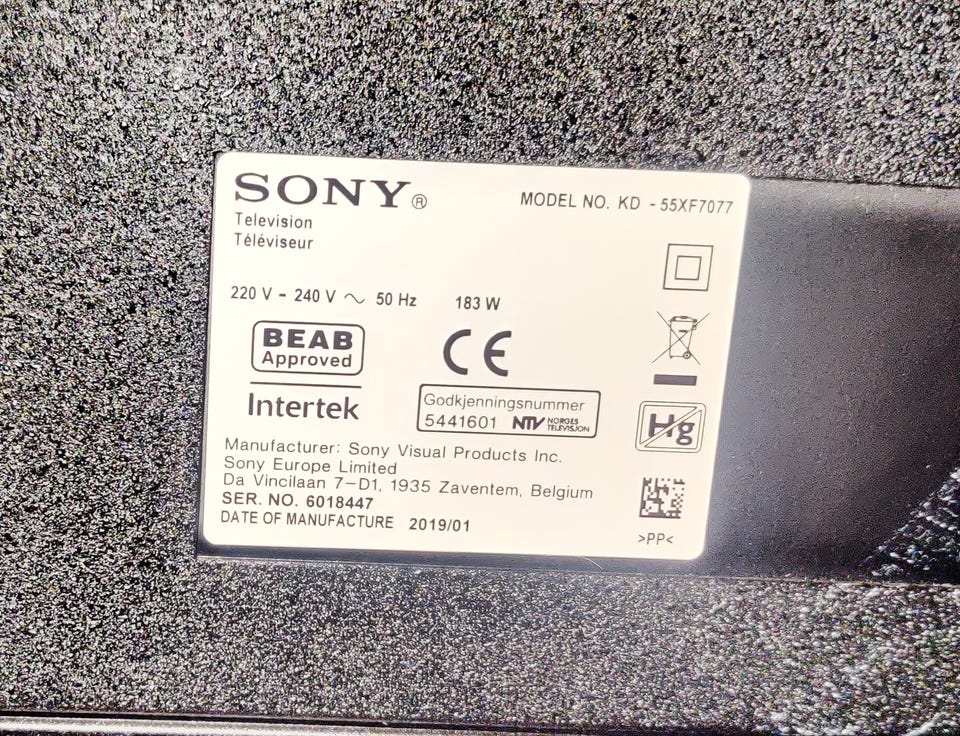 SONY®
MODEL NO. KD - 55XF7077
Television
Téléviseur
220 V - 240 V ~ 50 Hz 183 W
BEAB
Approved
CE
Intertek
Godkjenningsnummer
5441601 NTV NORGES
TELEVISJON
Hg
Manufacturer: Sony Visual Products Inc.
Sony Europe Limited
Da Vincilaan 7-D1, 1935 Zaventem, Belgium
SER. NO. 6018447
DATE OF MANUFACTURE 2019/01
>PP<